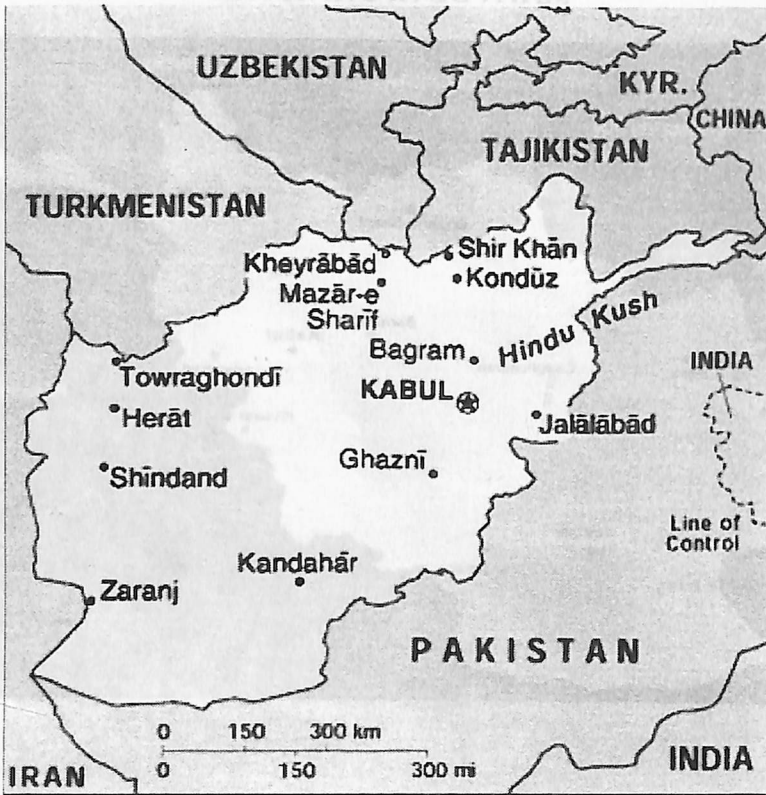 UZBEKISTAN
KYR.
CHINA
TAJIKISTAN
TURKMENISTAN
Shir Khān
Kheyrābād
Kondūz
Mazār-e
Sharīf
Hindu Kush
Bagram
INDIA
Towraghondī
KABUL
Herāt
Jalālābād
Ghaznī
Shīndand
Line of
Control
Kandahār
Zaranj
PAKISTAN
0 150 300 km
INDIA
0 150 300 mi
IRAN